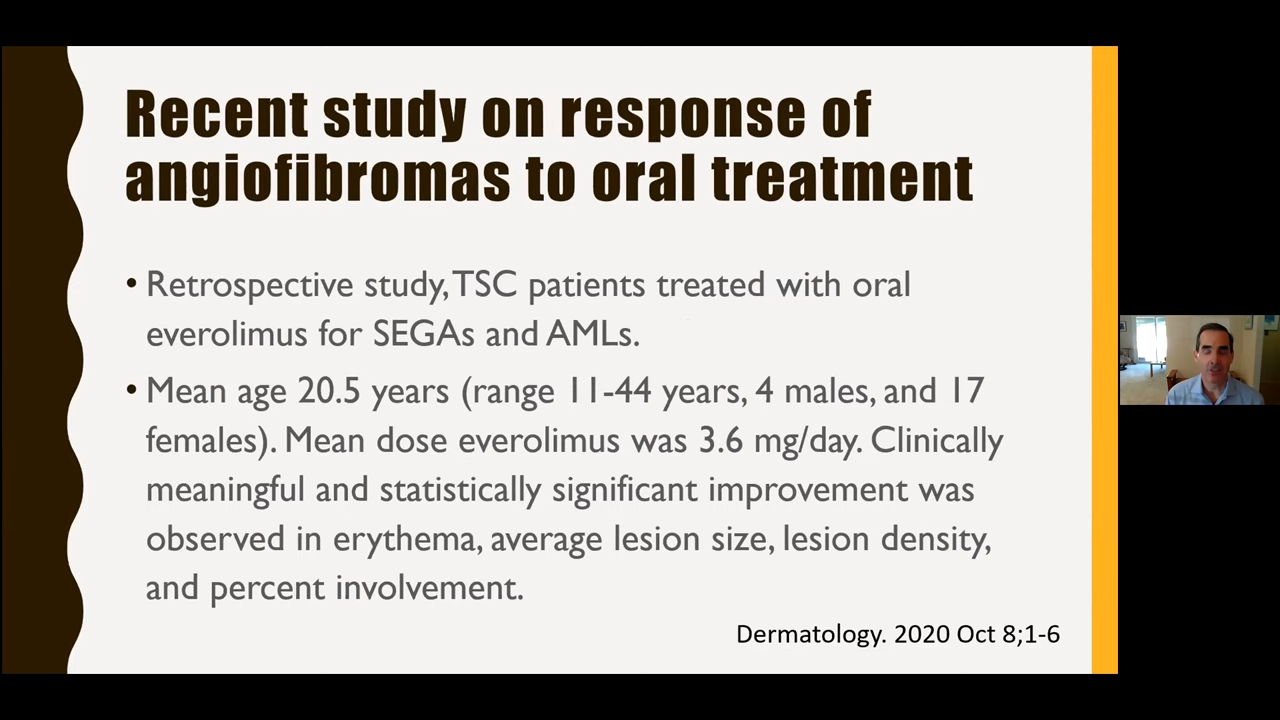 Recent study on response of
angiofibromas to oral treatment
• Retrospective study, TSC patients treated with oral
everolimus for SEGAs and AMLs.
• Mean age 20.5 years (range 11-44 years, 4 males, and 17
females). Mean dose everolimus was 3.6 mg/day. Clinically
meaningful and statistically significant improvement was
observed in erythema, average lesion size, lesion density,
and percent involvement.
Dermatology. 2020 Oct 8;1-6